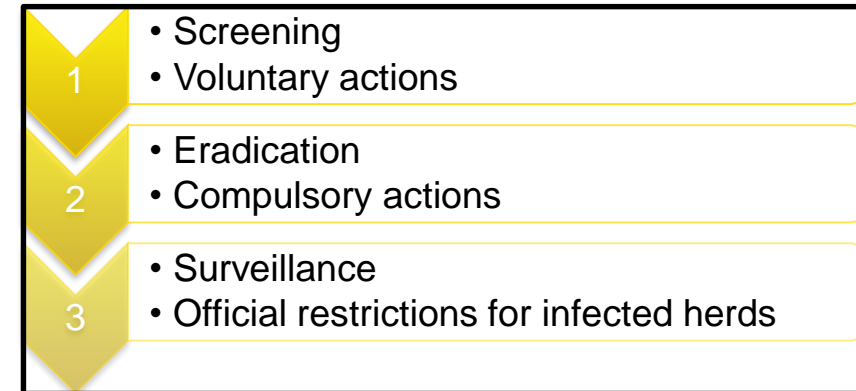 1
• Screening
• Voluntary actions
2
• Eradication
• Compulsory actions
3
• Surveillance
• Official restrictions for infected herds